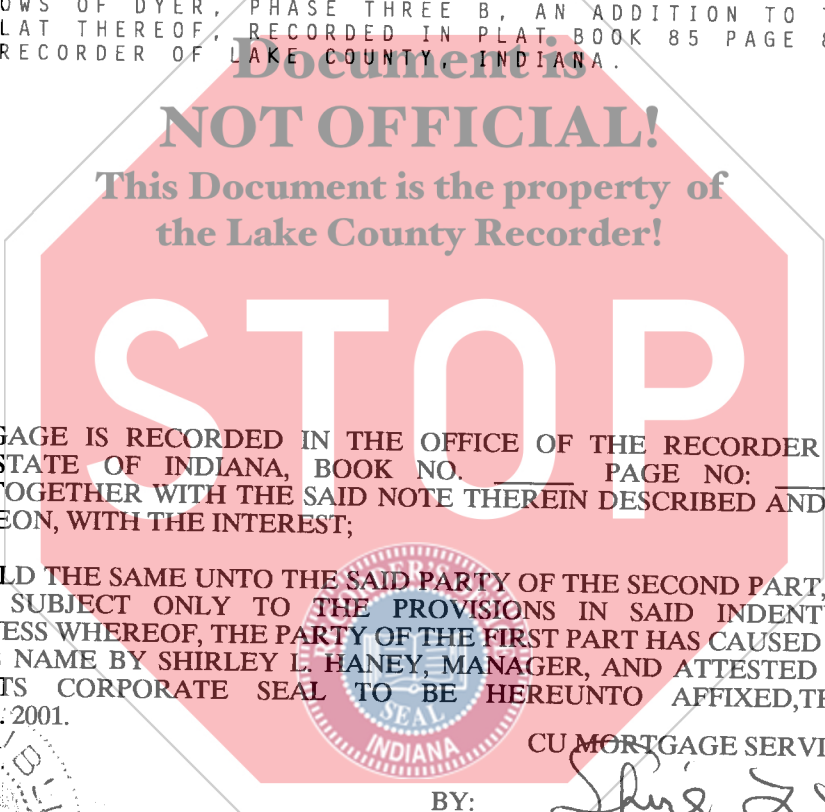 OWS OF DYER, PHASE THREE B, AN ADDITION TO
LAT THEREOF, RECORDED IN PLAT BOOK 85 PAGE
RECORDER OF LAKE COUNTY, INDIANA.
Document is
NOT OFFICIAL!
This Document is the property of
the Lake County Recorder!
STOP
GAGE IS RECORDED IN THE OFFICE OF THE RECORDER
STATE OF INDIANA, BOOK NO. ______ PAGE NO:
TOGETHER WITH THE SAID NOTE THEREIN DESCRIBED AND
EON, WITH THE INTEREST;
LD THE SAME UNTO THE SAID PARTY OF THE SECOND PART,
SUBJECT ONLY TO THE PROVISIONS IN SAID INDENT
ESS WHEREOF, THE PARTY OF THE FIRST PART HAS CAUSED
NAME BY SHIRLEY L. HANEY, MANAGER, AND ATTESTED
TS CORPORATE SEAL TO BE HEREUNTO AFFIXED,TH
. 2001.
SEAL
INDIANA
CU MORTGAGE SERVI
BY: